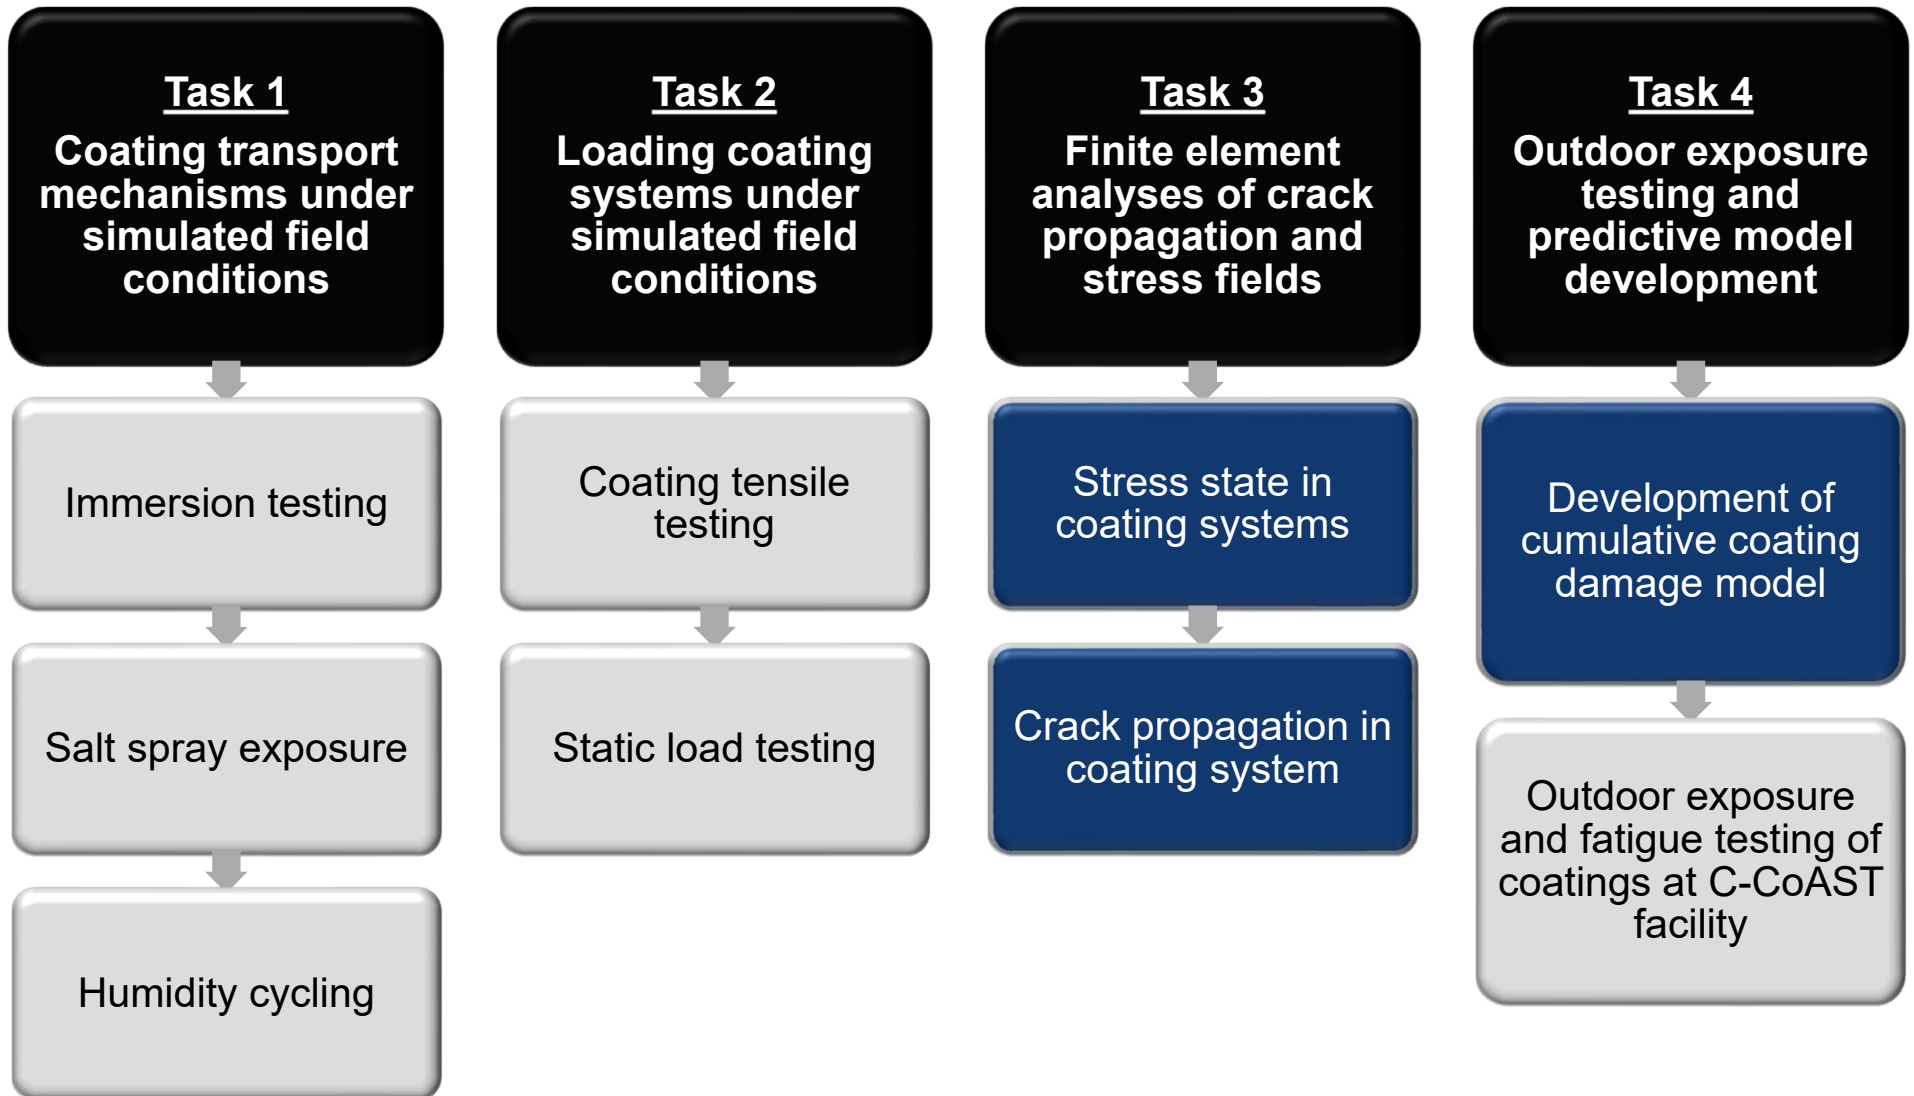 Task 1
Coating transport
mechanisms under
simulated field
conditions
Immersion testing
Salt spray exposure
Humidity cycling
Task 2
Loading coating
systems under
simulated field
conditions
Coating tensile
testing
Static load testing
Task 3
Finite element
analyses of crack
propagation and
stress fields
Stress state in
coating systems
Crack propagation in
coating system
Task 4
Outdoor exposure
testing and
predictive model
development
Development of
cumulative coating
damage model
Outdoor exposure
and fatigue testing of
coatings at C-CoAST
facility